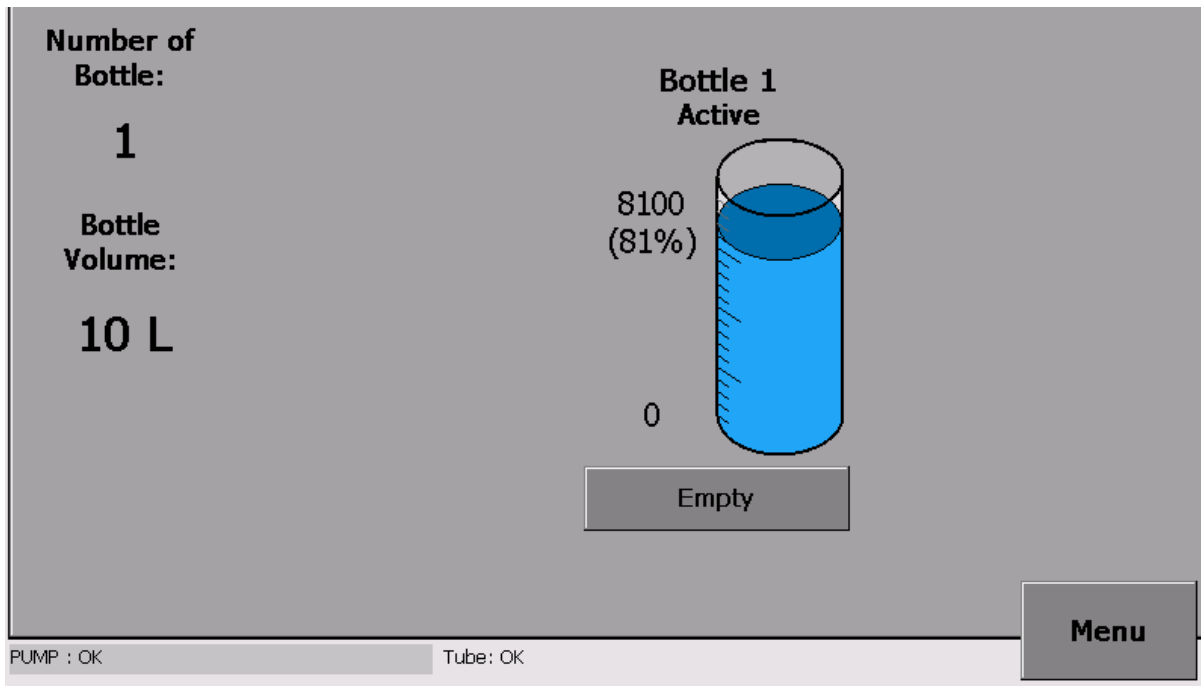 Number of
Bottle:
1
Bottle
Volume:
10 L
Bottle 1
Active
8100
(81%)
0
Empty
Menu
PUMP : OK
Tube: OK